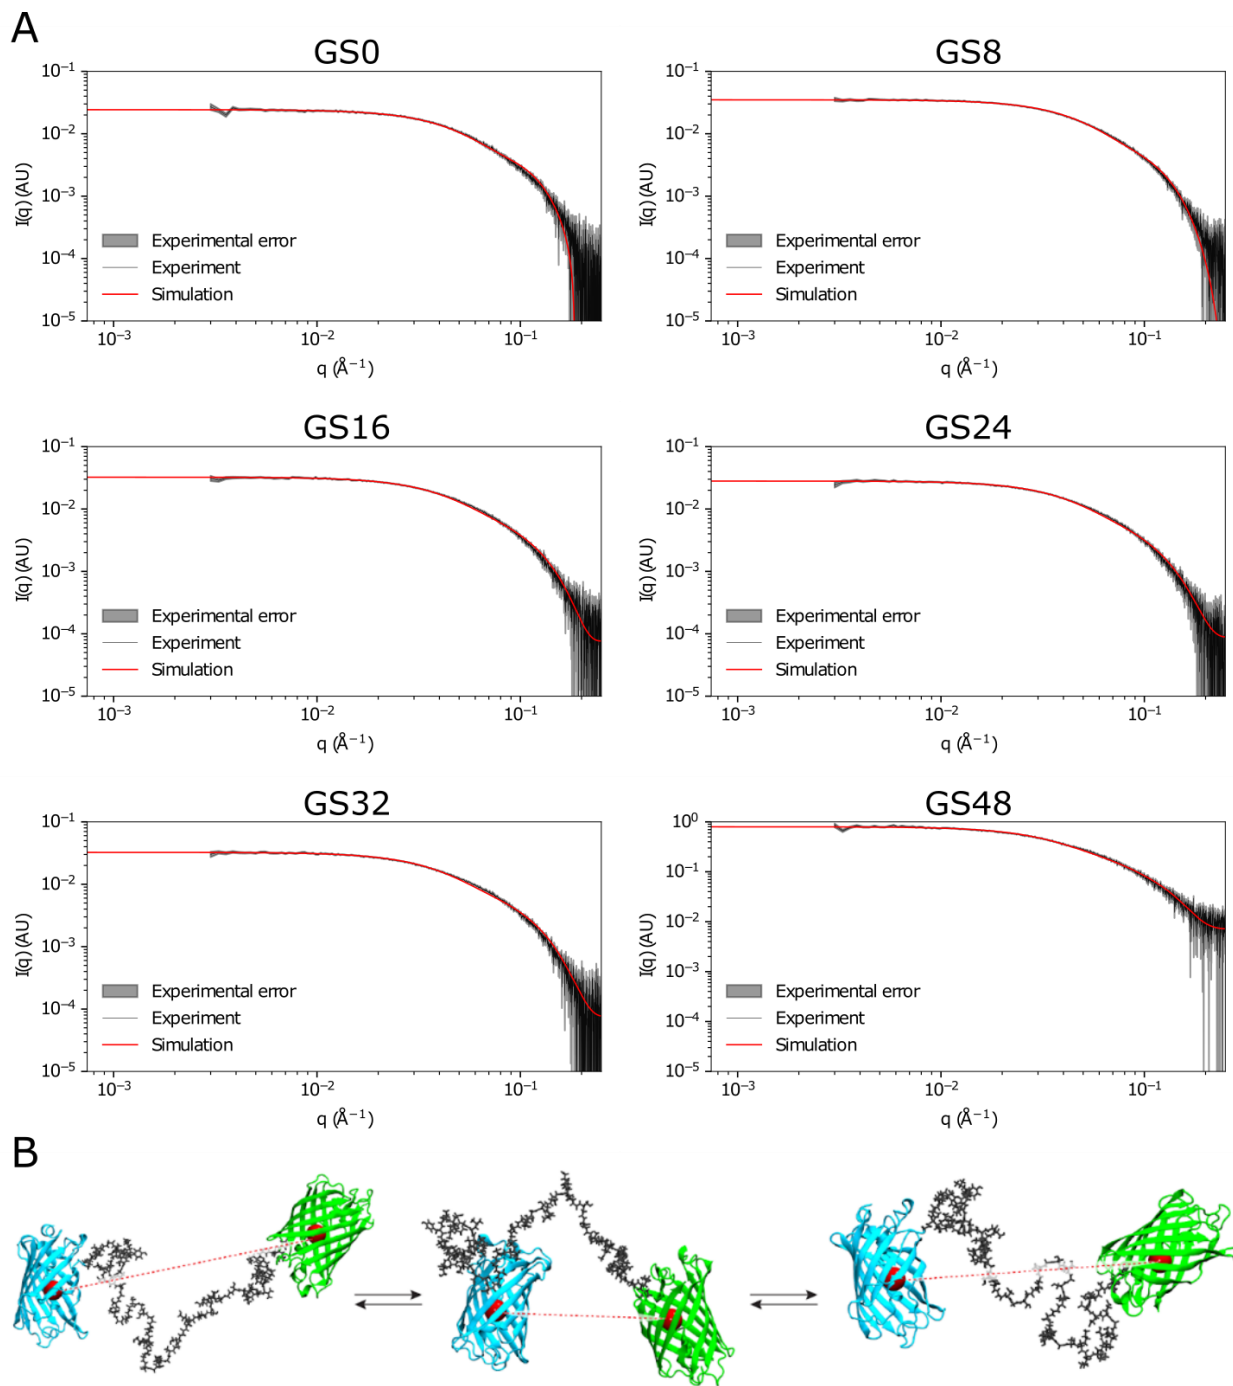 A
GS0
GS8
10⁻¹
10⁻²
10⁻³
10⁻⁴
10⁻⁵
I(q) (AU)
Experimental error
Experiment
Simulation
10⁻³
10⁻²
10⁻¹
q (Å⁻¹)
10⁻¹
10⁻²
10⁻³
10⁻⁴
10⁻⁵
I(q) (AU)
Experimental error
Experiment
Simulation
10⁻³
10⁻²
10⁻¹
q (Å⁻¹)
GS16
GS24
10⁻¹
10⁻²
10⁻³
10⁻⁴
10⁻⁵
I(q) (AU)
Experimental error
Experiment
Simulation
10⁻³
10⁻²
10⁻¹
q (Å⁻¹)
10⁻¹
10⁻²
10⁻³
10⁻⁴
10⁻�5
I(q) (AU)
Experimental error
Experiment
Simulation
10⁻³
10⁻²
10⁻¹
q (Å⁻¹)
GS32
GS48
10⁻¹
10⁻²
10⁻³
10⁻⁴
10⁻⁵
I(q) (AU)
Experimental error
Experiment
Simulation
10⁻³
10⁻²
10⁻¹
q (Å⁻¹)
10⁰
10⁻¹
10⁻²
10⁻³
10⁻⁴
10⁻⁵
I(q) (AU)
Experimental error
Experiment
Simulation
10⁻³
10⁻²
10⁻¹
q (Å⁻¹)
B